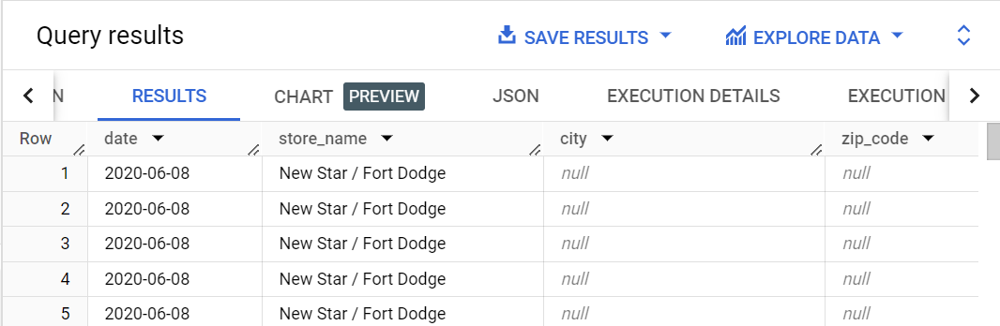 Query results SAVE RESULTS EXPLORE DATA
N RESULTS CHART PREVIEW JSON EXECUTION DETAILS EXECUTION
Row date store_name city zip_code
1 2020-06-08 New Star / Fort Dodge null null
2 2020-06-08 New Star / Fort Dodge null null
3 2020-06-08 New Star / Fort Dodge null null
4 2020-06-08 New Star / Fort Dodge null null
5 2020-06-08 New Star / Fort Dodge null null